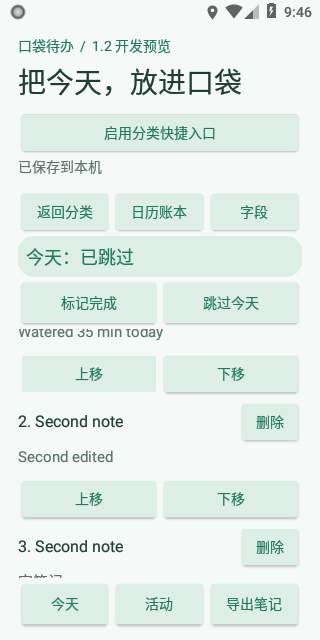 9:46
口袋待办 / 1.2 开发预览
把今天，放进口袋
启用分类快捷入口
已保存到本机
返回分类 日历账本 字段
今天：已跳过
标记完成 跳过今天
Watered 35 min today
上移 下移
2. Second note 删除
Second edited
上移 下移
3. Second note 删除
今天 活动 导出笔记